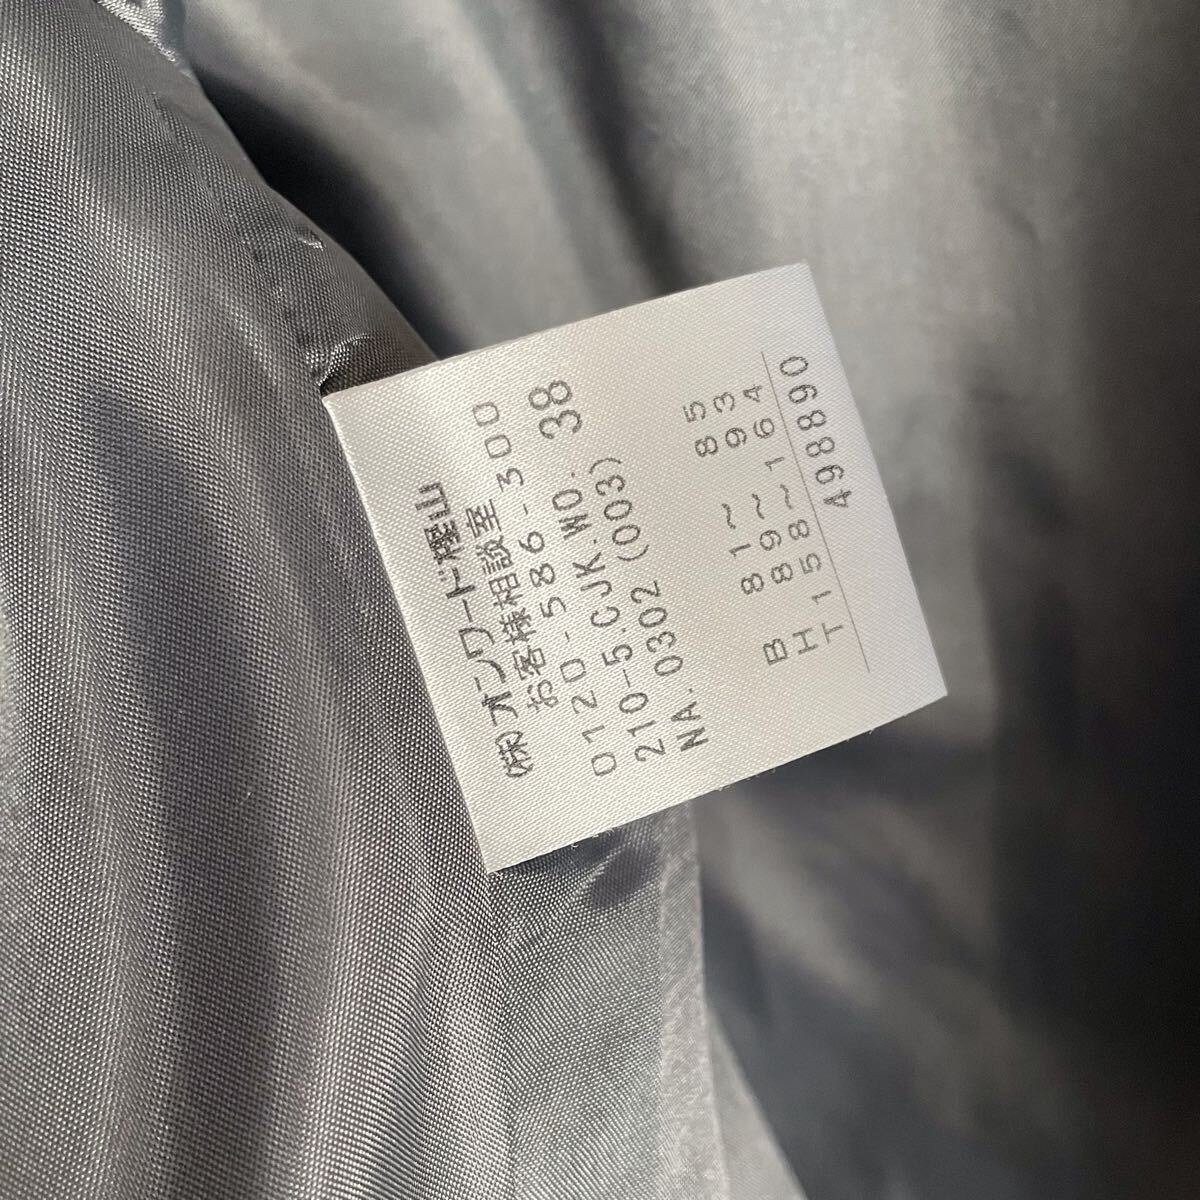 (株)オンワード樫山
お客様相談室
0120-586-300
210-5.CJK.WO. 38
NA.0302(003)
B 81～ 85
H 89～ 93
T158～164
498890